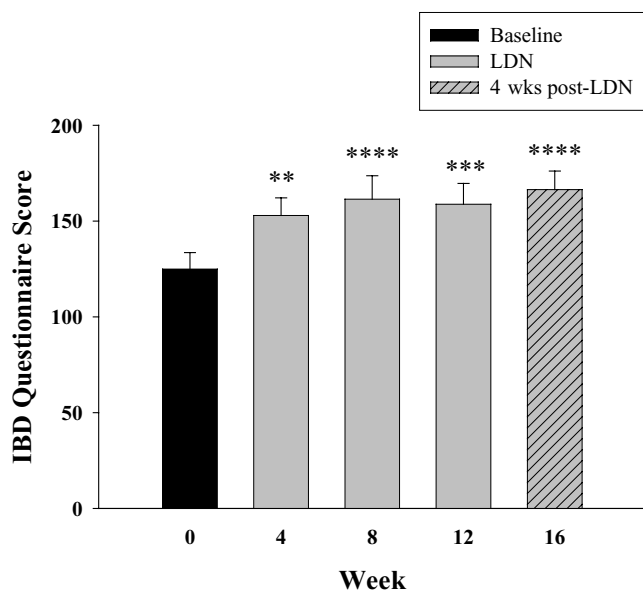 Baseline
LDN
4 wks post-LDN
200
150
100
50
0
IBD Questionnaire Score
**
****
***
****
0 4 8 12 16
Week